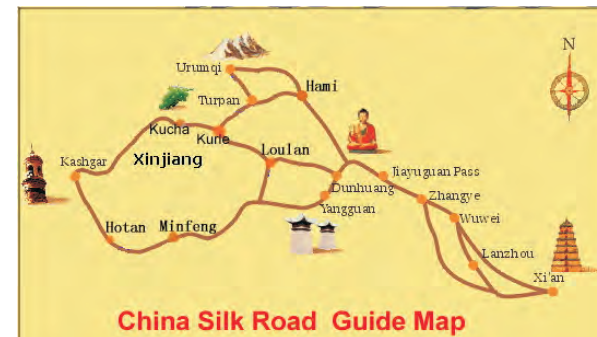 N
Urumqi
Hami
Turpan
Kucha
Kurle
Loulan
Kashgar
Xinjiang
Jiayuguan Pass
Dunhuang
Zhangye
Yangguan
Wuwei
Hotan
Minfeng
Lanzhou
Xi'an
China Silk Road Guide Map